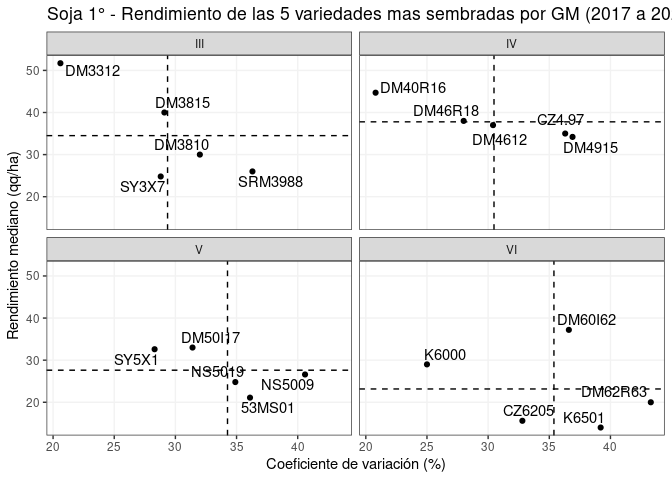 Soja 1° - Rendimiento de las 5 variedades mas sembradas por GM (2017 a 20
III
IV
50
40
30
20
DM3312
DM3815
DM3810
SY3X7
SRM3988
DM40R16
DM46R18
CZ4.97
DM4612
DM4915
V
VI
50
40
30
20
DM50I17
SY5X1
NS5019
NS5009
53MS01
DM60I62
K6000
DM62R63
CZ6205
K6501
20 25 30 35 40
20 25 30 35 40
Coeficiente de variación (%)
Rendimiento mediano (qq/ha)